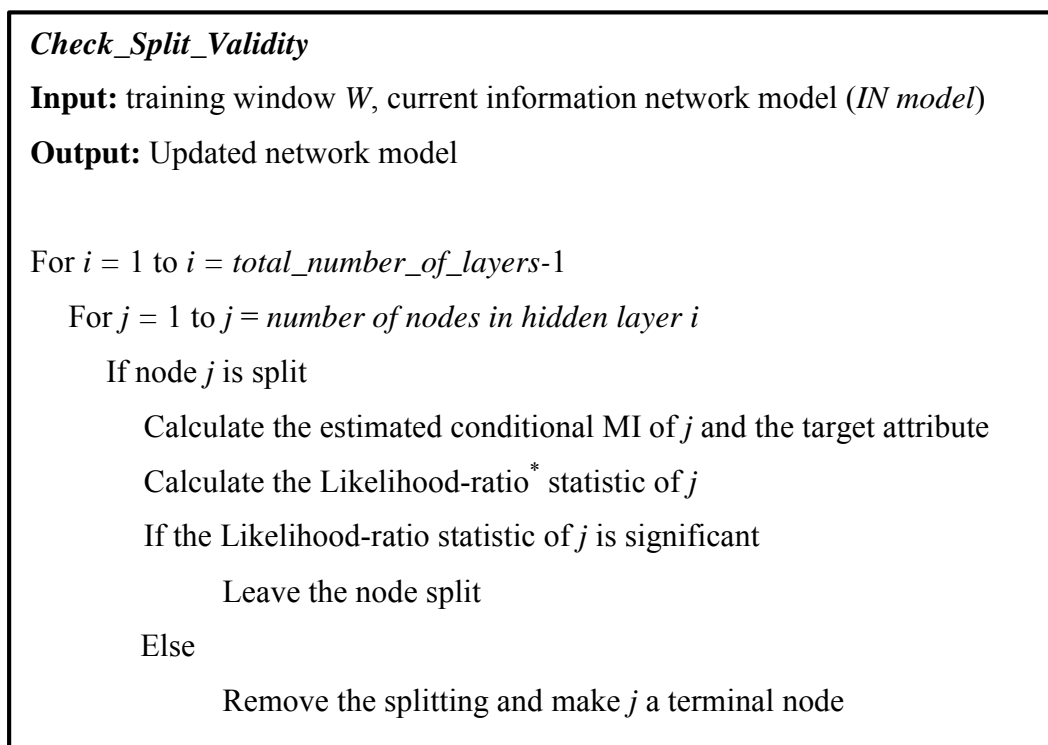 Check_Split_Validity
Input: training window W, current information network model (IN model)
Output: Updated network model
For i = 1 to i = total_number_of_layers-1
For j = 1 to j = number of nodes in hidden layer i
If node j is split
Calculate the estimated conditional MI of j and the target attribute
Calculate the Likelihood-ratio* statistic of j
If the Likelihood-ratio statistic of j is significant
Leave the node split
Else
Remove the splitting and make j a terminal node